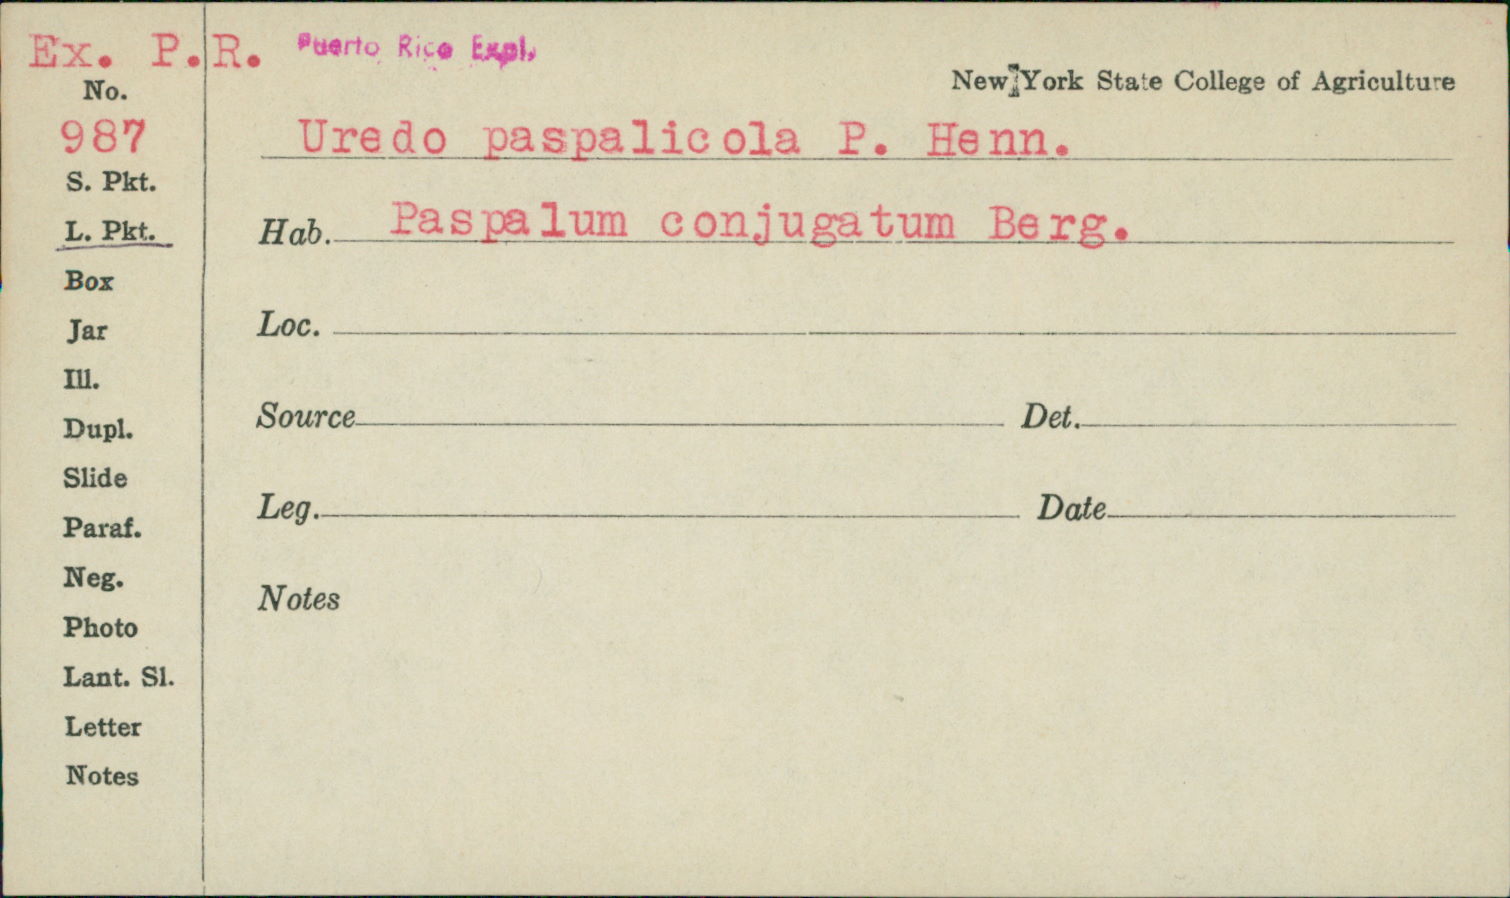 Ex. P.R. Puerto Rico Expl.
New York State College of Agriculture
No.
987
Uredo paspalicola P. Henn.
S. Pkt.
L. Pkt.
Hab. Paspalum conjugatum Berg.
Box
Loc.
Jar
Ill.
Source Det.
Dupl.
Slide
Leg. Date
Paraf.
Neg.
Notes
Photo
Lant. Sl.
Letter
Notes